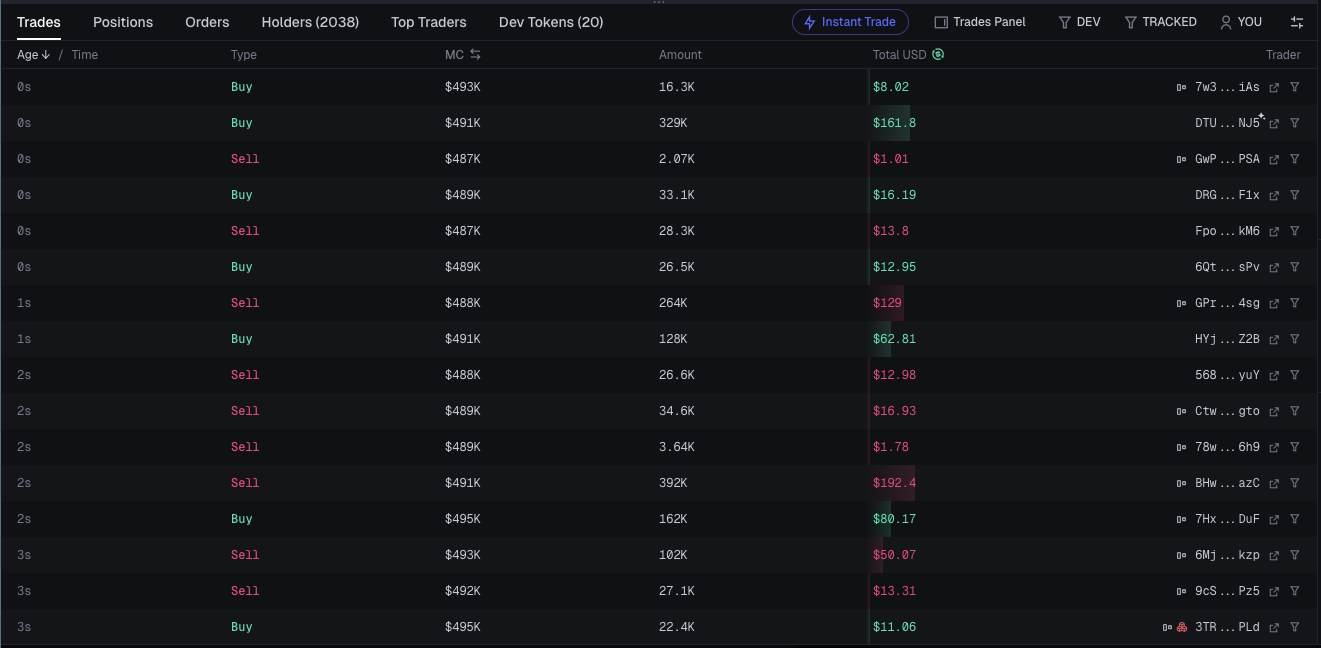 Trades Positions Orders Holders (2038) Top Traders Dev Tokens (20) Instant Trade Trades Panel DEV TRACKED YOU
Age ↓ / Time Type MC Amount Total USD Trader
0s Buy $493K 16.3K $8.02 7w3...iAs
0s Buy $491K 329K $161.8 DTU...NJ5
0s Sell $487K 2.07K $1.01 GwP...PSA
0s Buy $489K 33.1K $16.19 DRG...F1x
0s Sell $487K 28.3K $13.8 Fpo...kM6
0s Buy $489K 26.5K $12.95 6Qt...sPv
1s Sell $488K 264K $129 GPr...4sg
1s Buy $491K 128K $62.81 HYj...Z2B
2s Sell $488K 26.6K $12.98 568...yuY
2s Sell $489K 34.6K $16.93 Ctw...gto
2s Sell $489K 3.64K $1.78 78w...6h9
2s Sell $491K 392K $192.4 BHw...azC
2s Buy $495K 162K $80.17 7Hx...DuF
3s Sell $493K 102K $50.07 6Mj...kzp
3s Sell $492K 27.1K $13.31 9cS...Pz5
3s Buy $495K 22.4K $11.06 3TR...PLd